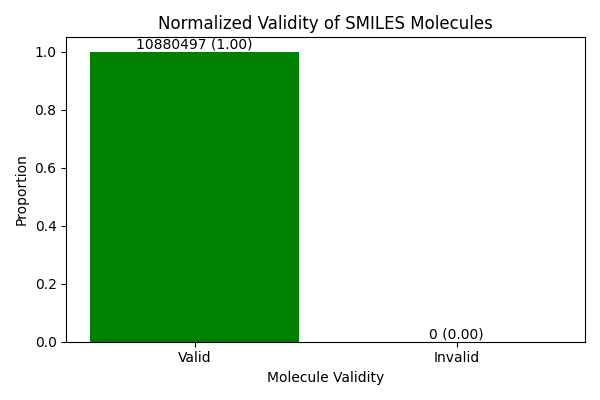 Normalized Validity of SMILES Molecules
10880497 (1.00)
1.0
0.8
0.6
0.4
0.2
0.0
Proportion
0 (0.00)
Valid
Invalid
Molecule Validity